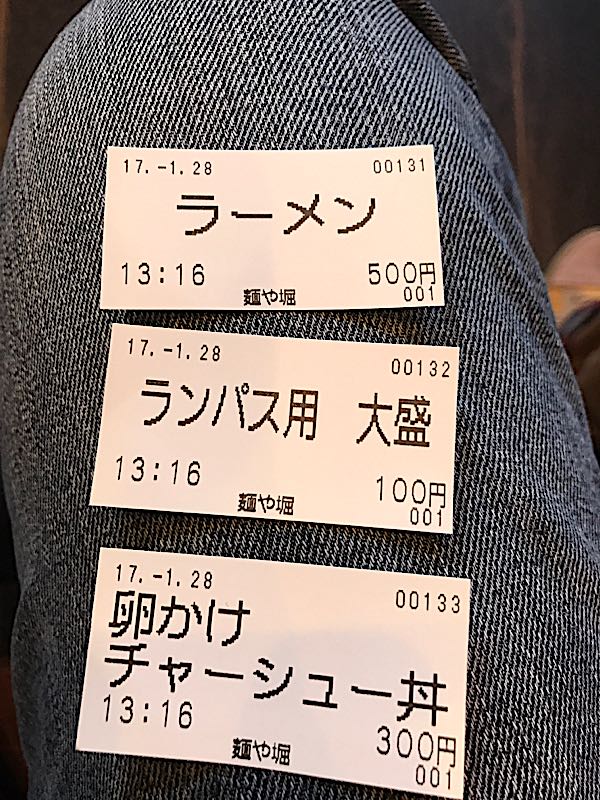 17.-1.28 00131
ラーメン
13:16 500円
麺や堀 001
17.-1.28 00132
ランパス用 大盛
13:16 100円
麺や堀 001
17.-1.28 00133
卵かけ
チャーシュー丼
13:16 300円
麺や堀 001